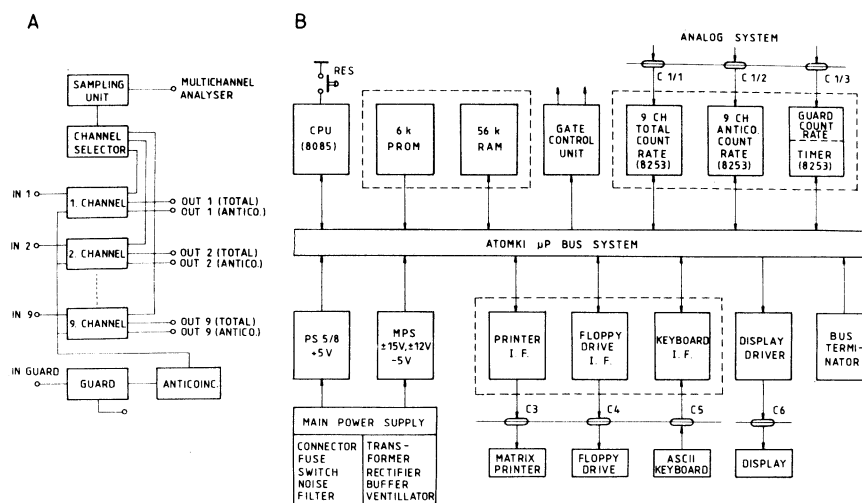 A
SAMPLING
UNIT
MULTICHANNEL
ANALYSER
CHANNEL
SELECTOR
IN 1
1. CHANNEL
OUT 1 (TOTAL)
OUT 1 (ANTICO.)
IN 2
2. CHANNEL
OUT 2 (TOTAL)
OUT 2 (ANTICO.)
IN 9
9. CHANNEL
OUT 9 (TOTAL)
OUT 9 (ANTICO.)
IN GUARD
GUARD
ANTICOINC.
B
ANALOG SYSTEM
RES
C 1/1
C 1/2
C 1/3
CPU
(8085)
6 k
PROM
56 k
RAM
GATE
CONTROL
UNIT
9 CH
TOTAL
COUNT
RATE
(8253)
9 CH
ANTICO.
COUNT
RATE
(8253)
GUARD
COUNT
RATE
TIMER
(8253)
ATOMKI µP BUS SYSTEM
PS 5/8
+5V
MPS
±15V,±12V
-5V
PRINTER
I. F.
FLOPPY
DRIVE
I. F.
KEYBOARD
I. F.
DISPLAY
DRIVER
BUS
TERMI-
NATOR
C3
C4
C5
C6
MAIN POWER SUPPLY
CONNECTOR
FUSE
SWITCH
NOISE
FILTER
TRANS-
FORMER
RECTIFIER
BUFFER
VENTILLATOR
MATRIX
PRINTER
FLOPPY
DRIVE
ASCII
KEYBOARD
DISPLAY